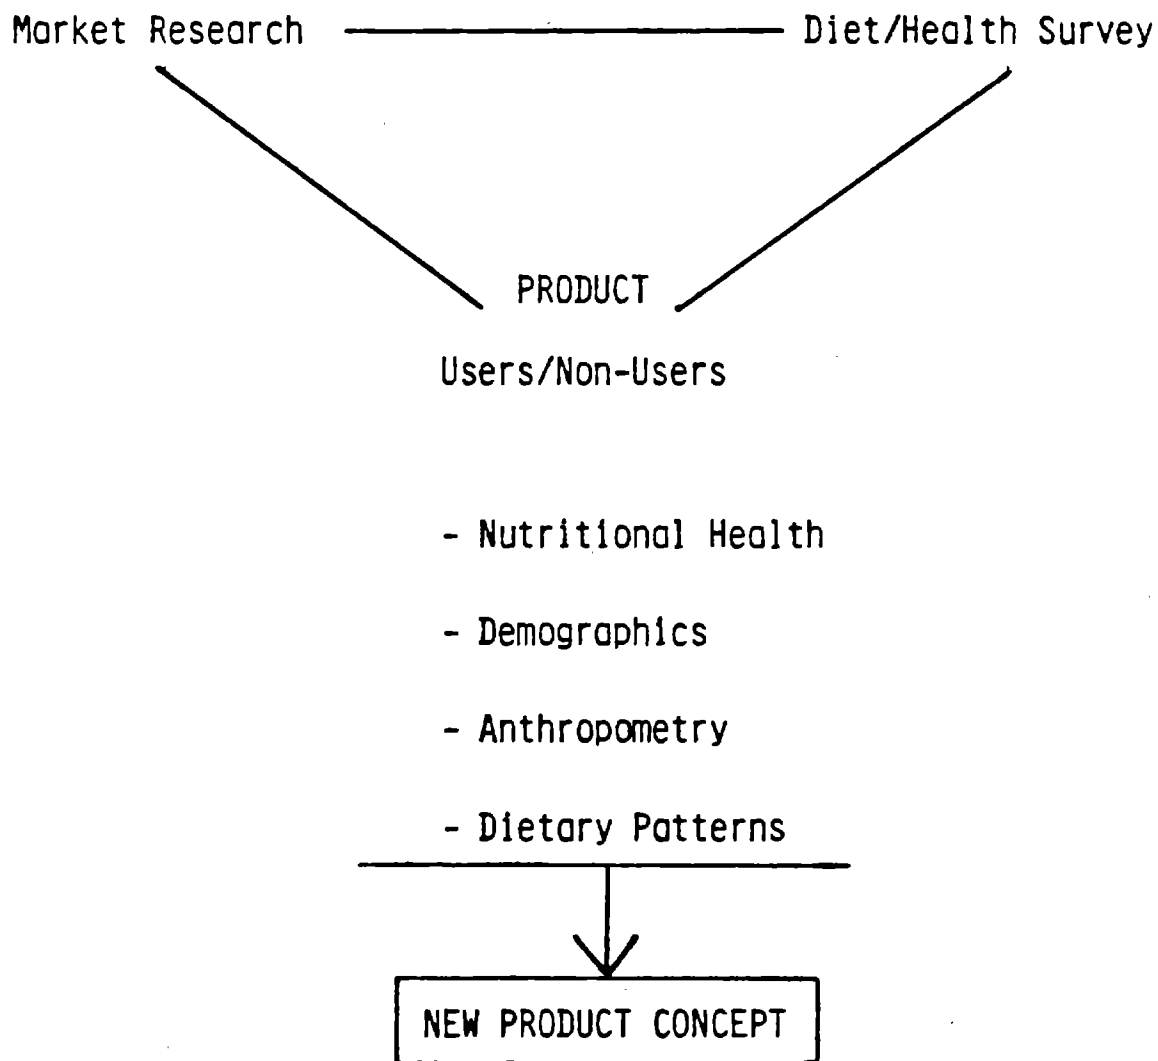 Market Research Diet/Health Survey
PRODUCT
Users/Non-Users
- Nutritional Health
- Demographics
- Anthropometry
- Dietary Patterns
NEW PRODUCT CONCEPT